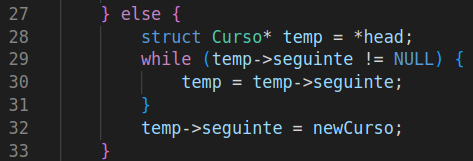 27 } else {
28 struct Curso* temp = *head;
29 while (temp->seguinte != NULL) {
30 temp = temp->seguinte;
31 }
32 temp->seguinte = newCurso;
33 }